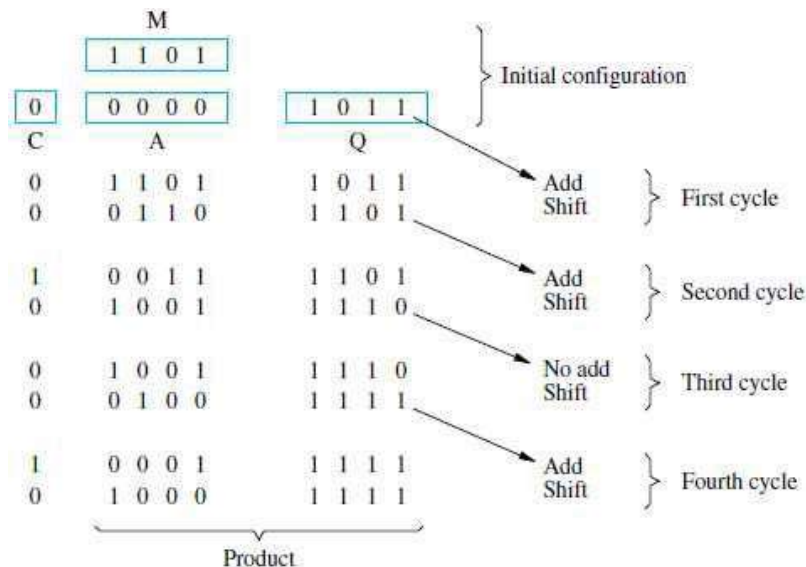 M
1 1 0 1
Initial configuration
0 0 0 0 0 1 0 1 1
C A Q
0 1 1 0 1 1 0 1 1 Add
First cycle
0 0 1 1 0 1 1 0 1 Shift
1 0 0 1 1 1 1 0 1 Add
Second cycle
0 1 0 0 1 1 1 1 0 Shift
0 1 0 0 1 1 1 1 0 No add
Third cycle
0 0 1 0 0 1 1 1 1 Shift
1 0 0 0 1 1 1 1 1 Add
Fourth cycle
0 1 0 0 0 1 1 1 1 Shift
Product